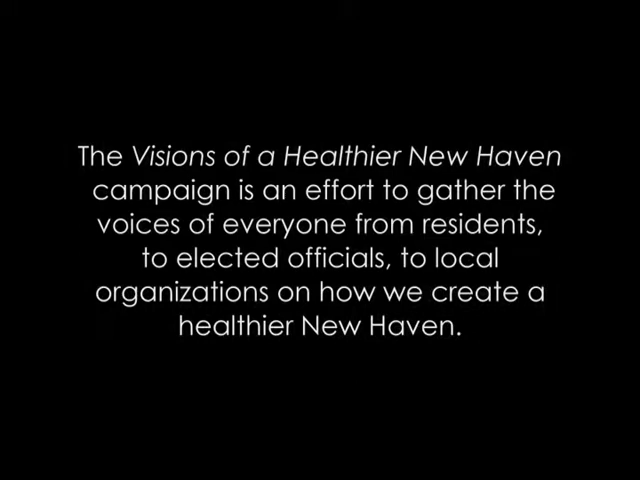 The Visions of a Healthier New Haven
campaign is an effort to gather the
voices of everyone from residents,
to elected officials, to local
organizations on how we create a
healthier New Haven.